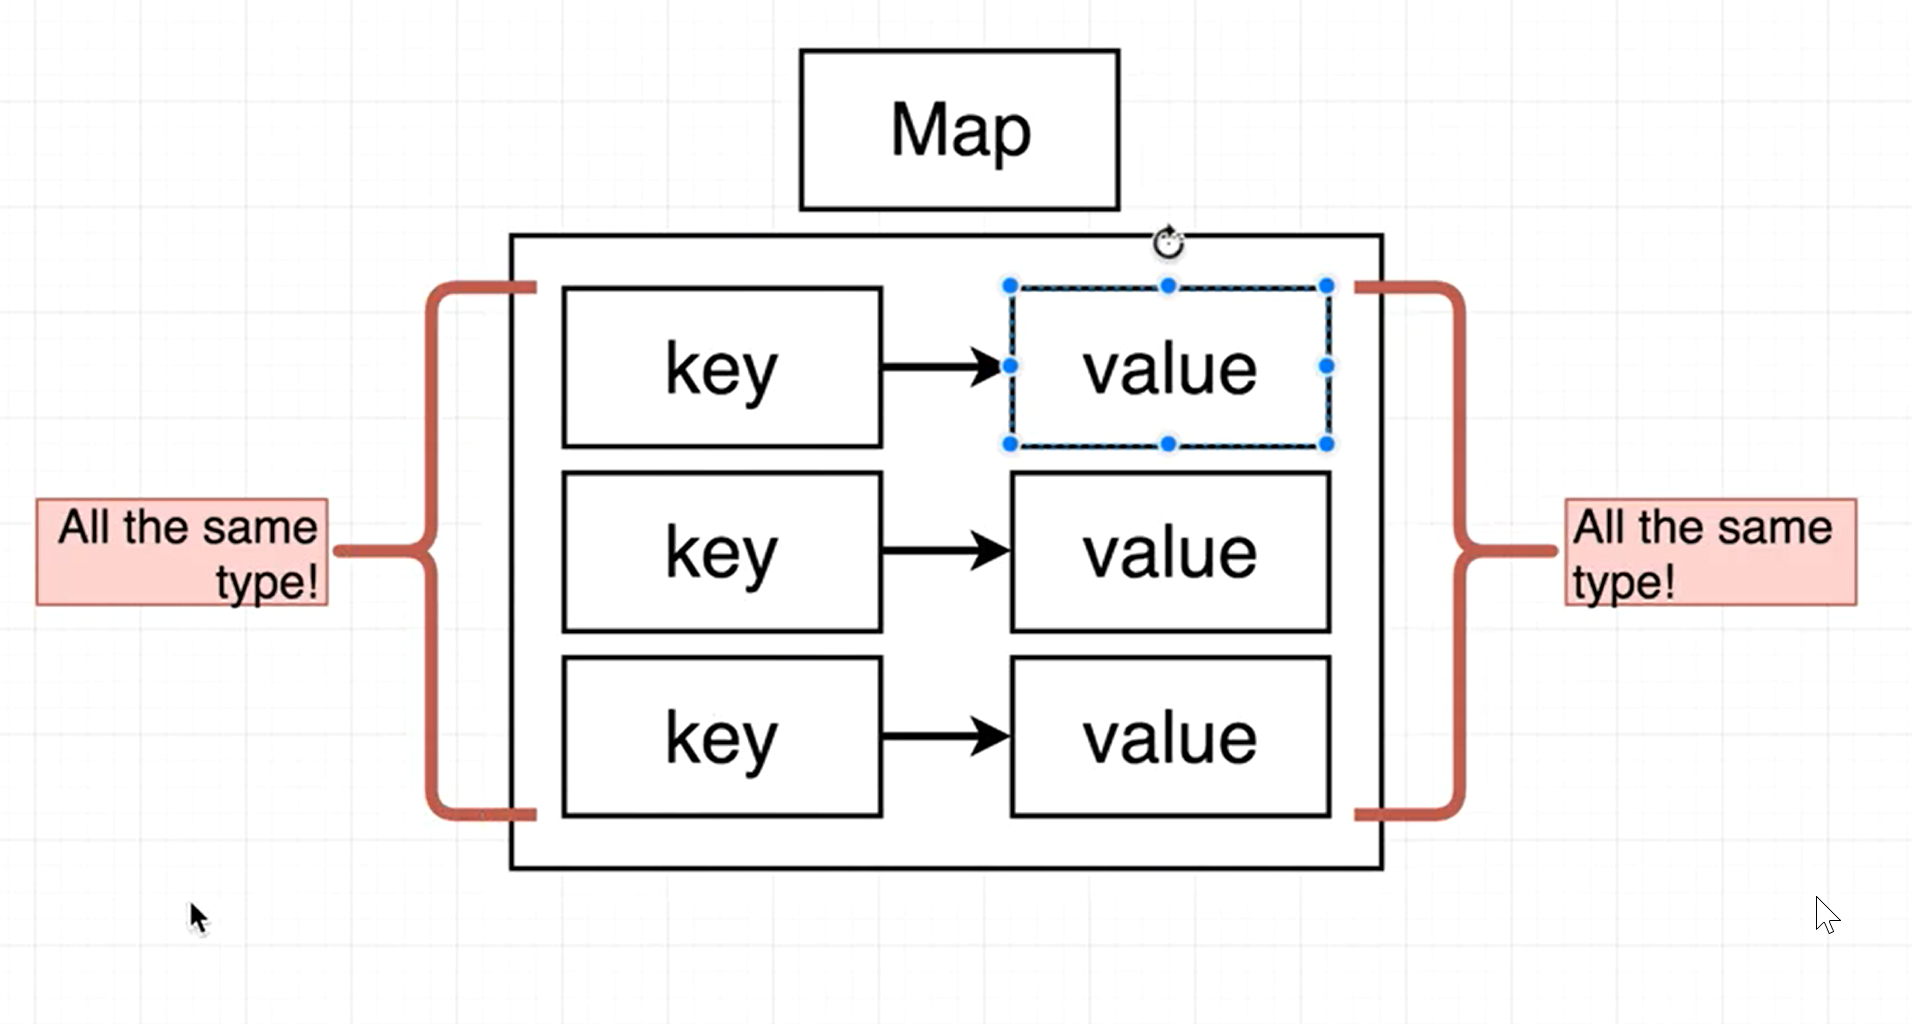 Map
key
value
key
value
key
value
All the same
type!
All the same
type!